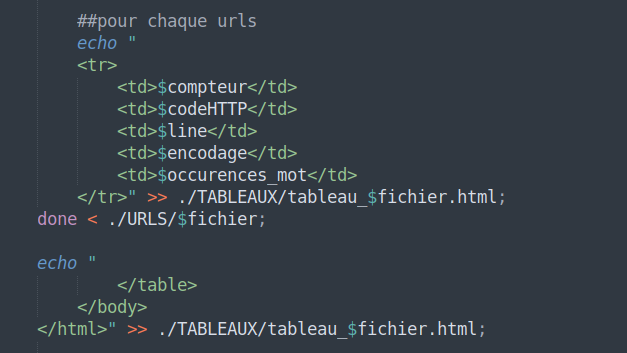 ##pour chaque urls
echo "
<tr>
<td>$compteur</td>
<td>$codeHTTP</td>
<td>$line</td>
<td>$encodage</td>
<td>$occurences_mot</td>
</tr>" >> ./TABLEAUX/tableau_$fichier.html;
done < ./URLS/$fichier;
echo "
</table>
</body>
</html>" >> ./TABLEAUX/tableau_$fichier.html;